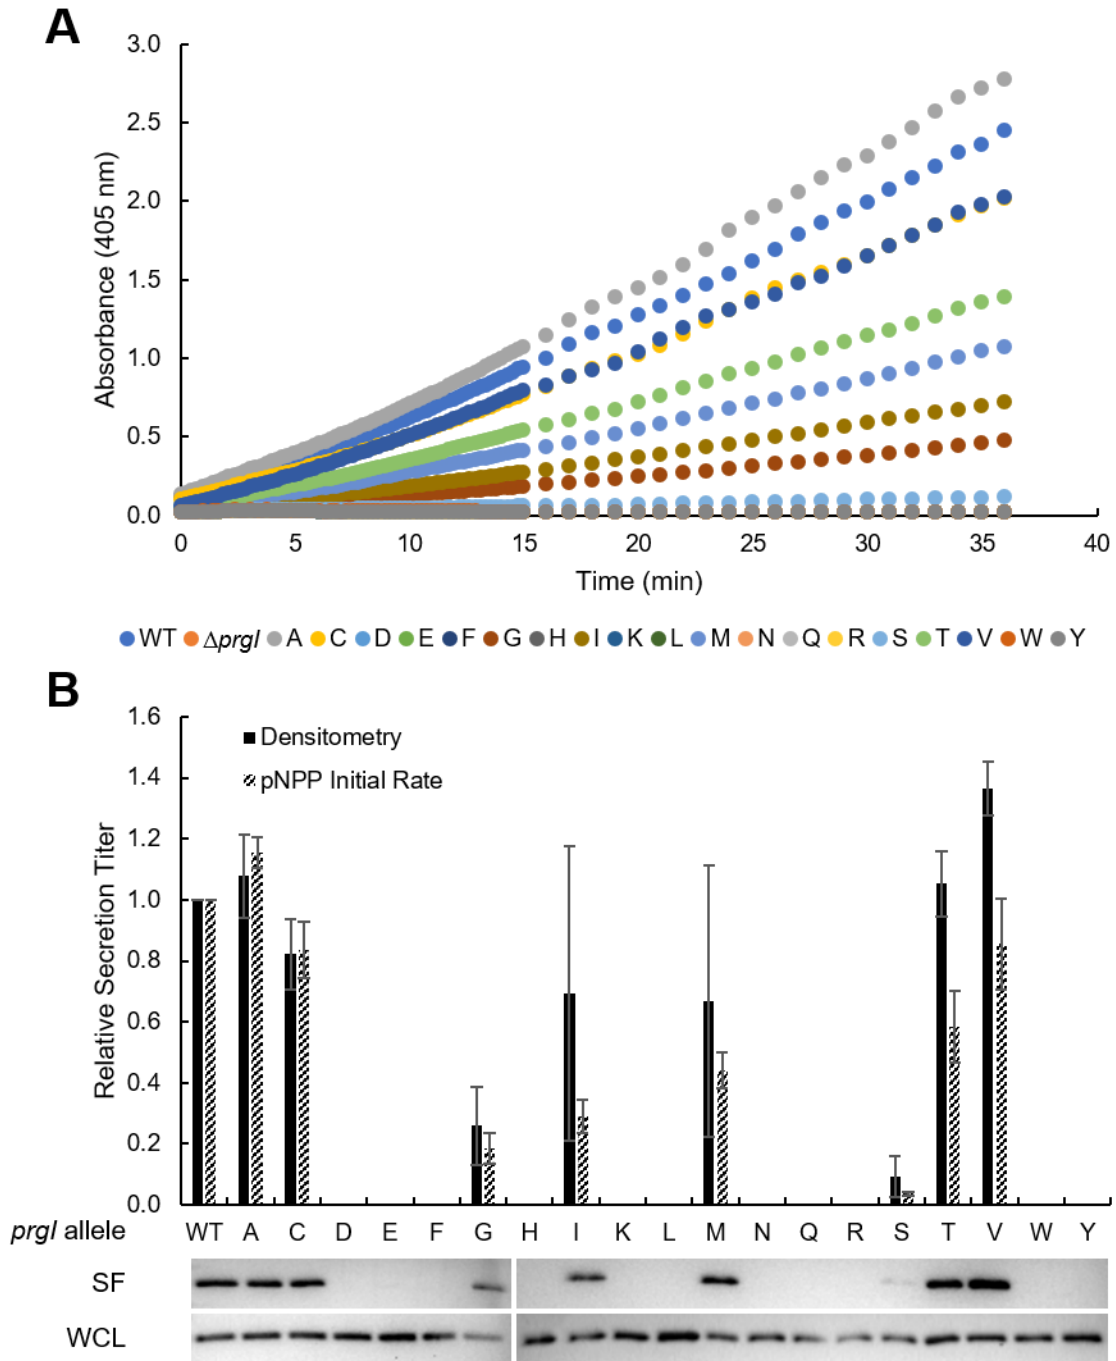 A
3.0
2.5
2.0
1.5
1.0
0.5
0.0
Absorbance (405 nm)
0 5 10 15 20 25 30 35 40
Time (min)
WT ΔprgI A C D E F G H I K L M N Q R S T V W Y
B
1.6
1.4
1.2
1.0
0.8
0.6
0.4
0.2
0.0
Relative Secretion Titer
Densitometry
pNPP Initial Rate
prgI allele WT A C D E F G H I K L M N Q R S T V W Y
SF
WCL